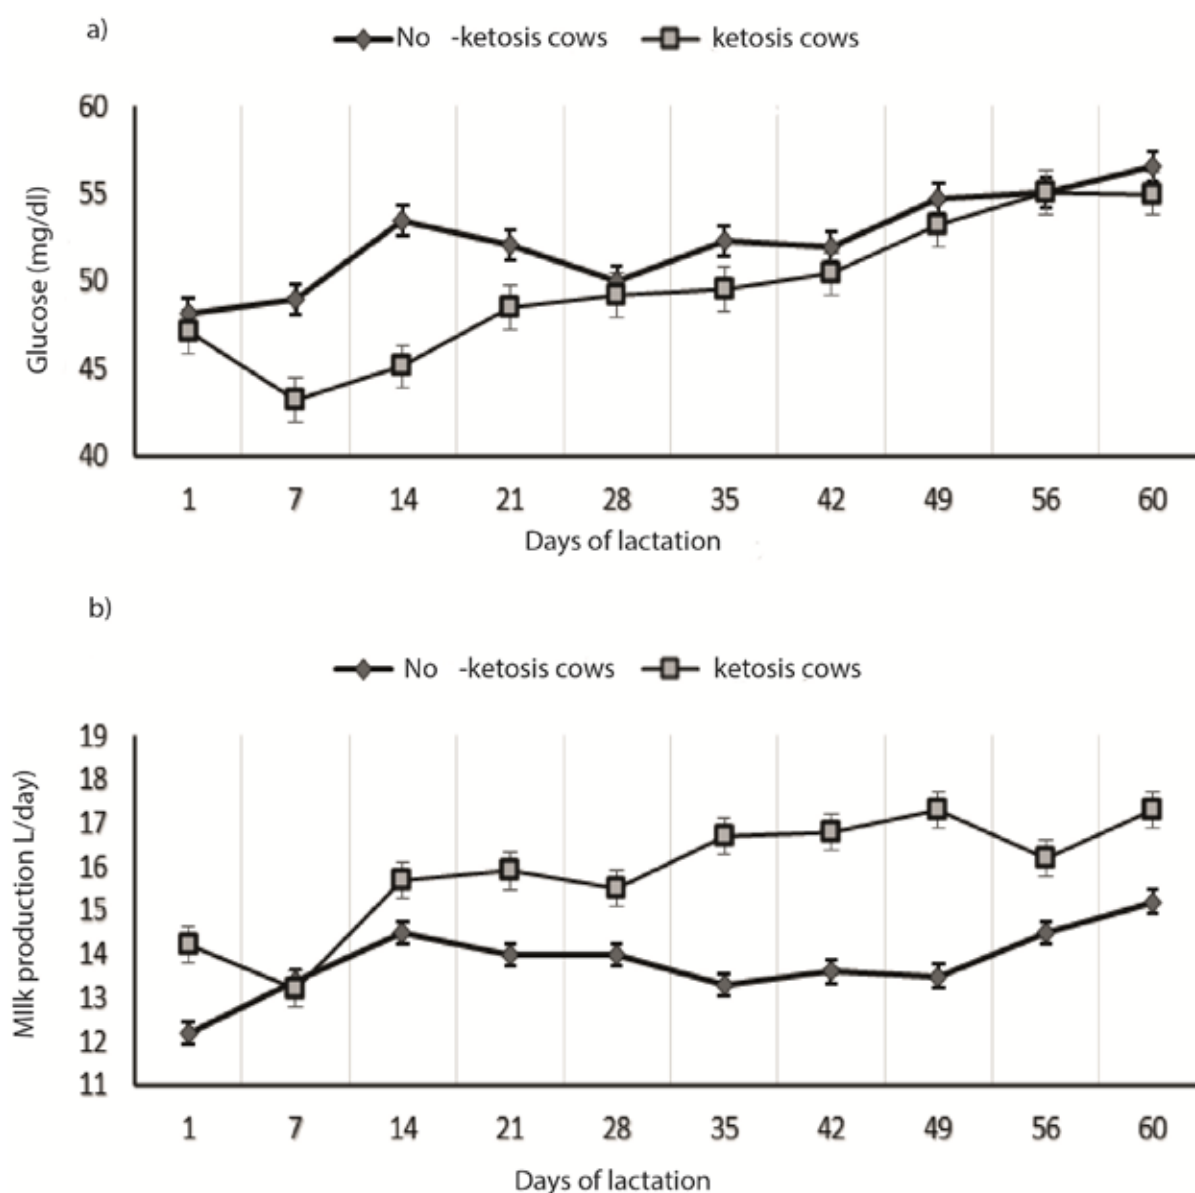 a)
No -ketosis cows ketosis cows
60
55
50
45
40
Glucose (mg/dl)
1 7 14 21 28 35 42 49 56 60
Days of lactation
b)
No -ketosis cows ketosis cows
19
18
17
16
15
14
13
12
11
MIlk production L/day)
1 7 14 21 28 35 42 49 56 60
Days of lactation